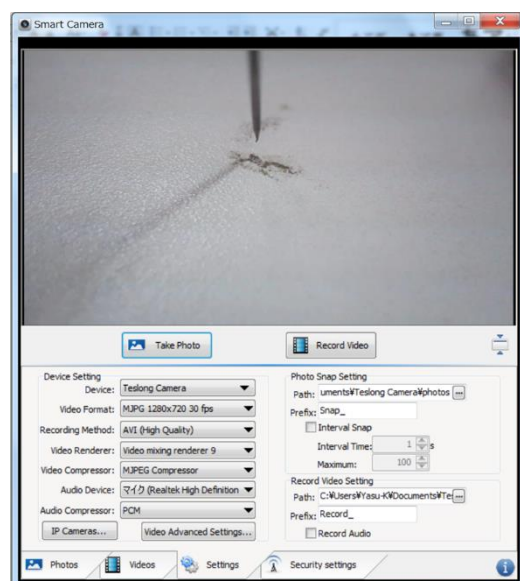 Smart Camera
Take Photo
Record Video
Device Setting
Device: Teslong Camera
Video Format: MJPG 1280x720 30 fps
Recording Method: AVI (High Quality)
Video Renderer: Video mixing renderer 9
Video Compressor: MJPEG Compressor
Audio Device: マイク (Realtek High Definition
Audio Compressor: PCM
IP Cameras...
Video Advanced Settings...
Photo Snap Setting
Path: uments¥Teslong Camera¥photos ...
Prefix: Snap_
Interval Snap
Interval Time: 1 s
Maximum: 100
Record Video Setting
Path: C:¥Users¥Yasu-K¥Documents¥Te ...
Prefix: Record_
Record Audio
Photos
Videos
Settings
Security settings